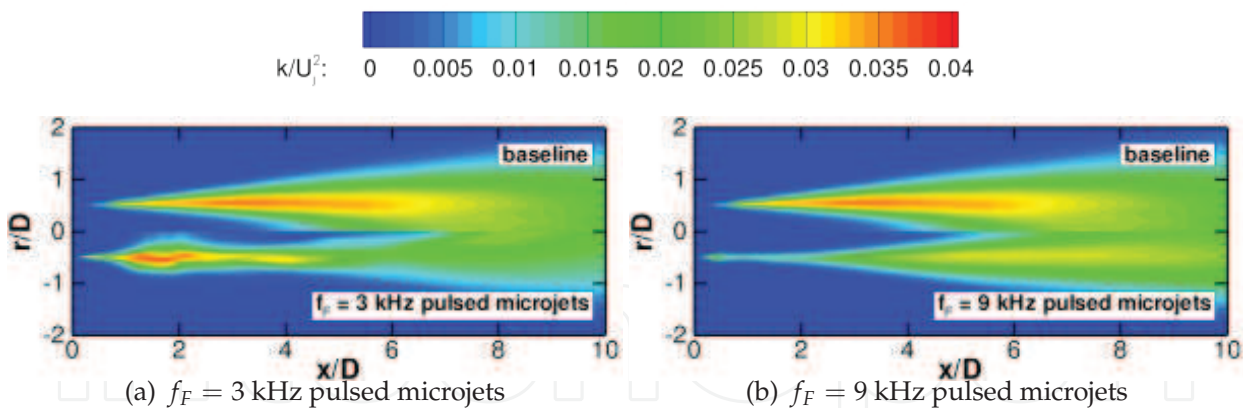 k/U_j^2: 0 0.005 0.01 0.015 0.02 0.025 0.03 0.035 0.04
2
1
0
-1
-2
r/D
baseline
f_F = 3 kHz pulsed microjets
0 2 4 6 8 10
x/D
(a) f_F = 3 kHz pulsed microjets
2
1
0
-1
-2
r/D
baseline
f_F = 9 kHz pulsed microjets
0 2 4 6 8 10
x/D
(b) f_F = 9 kHz pulsed microjets